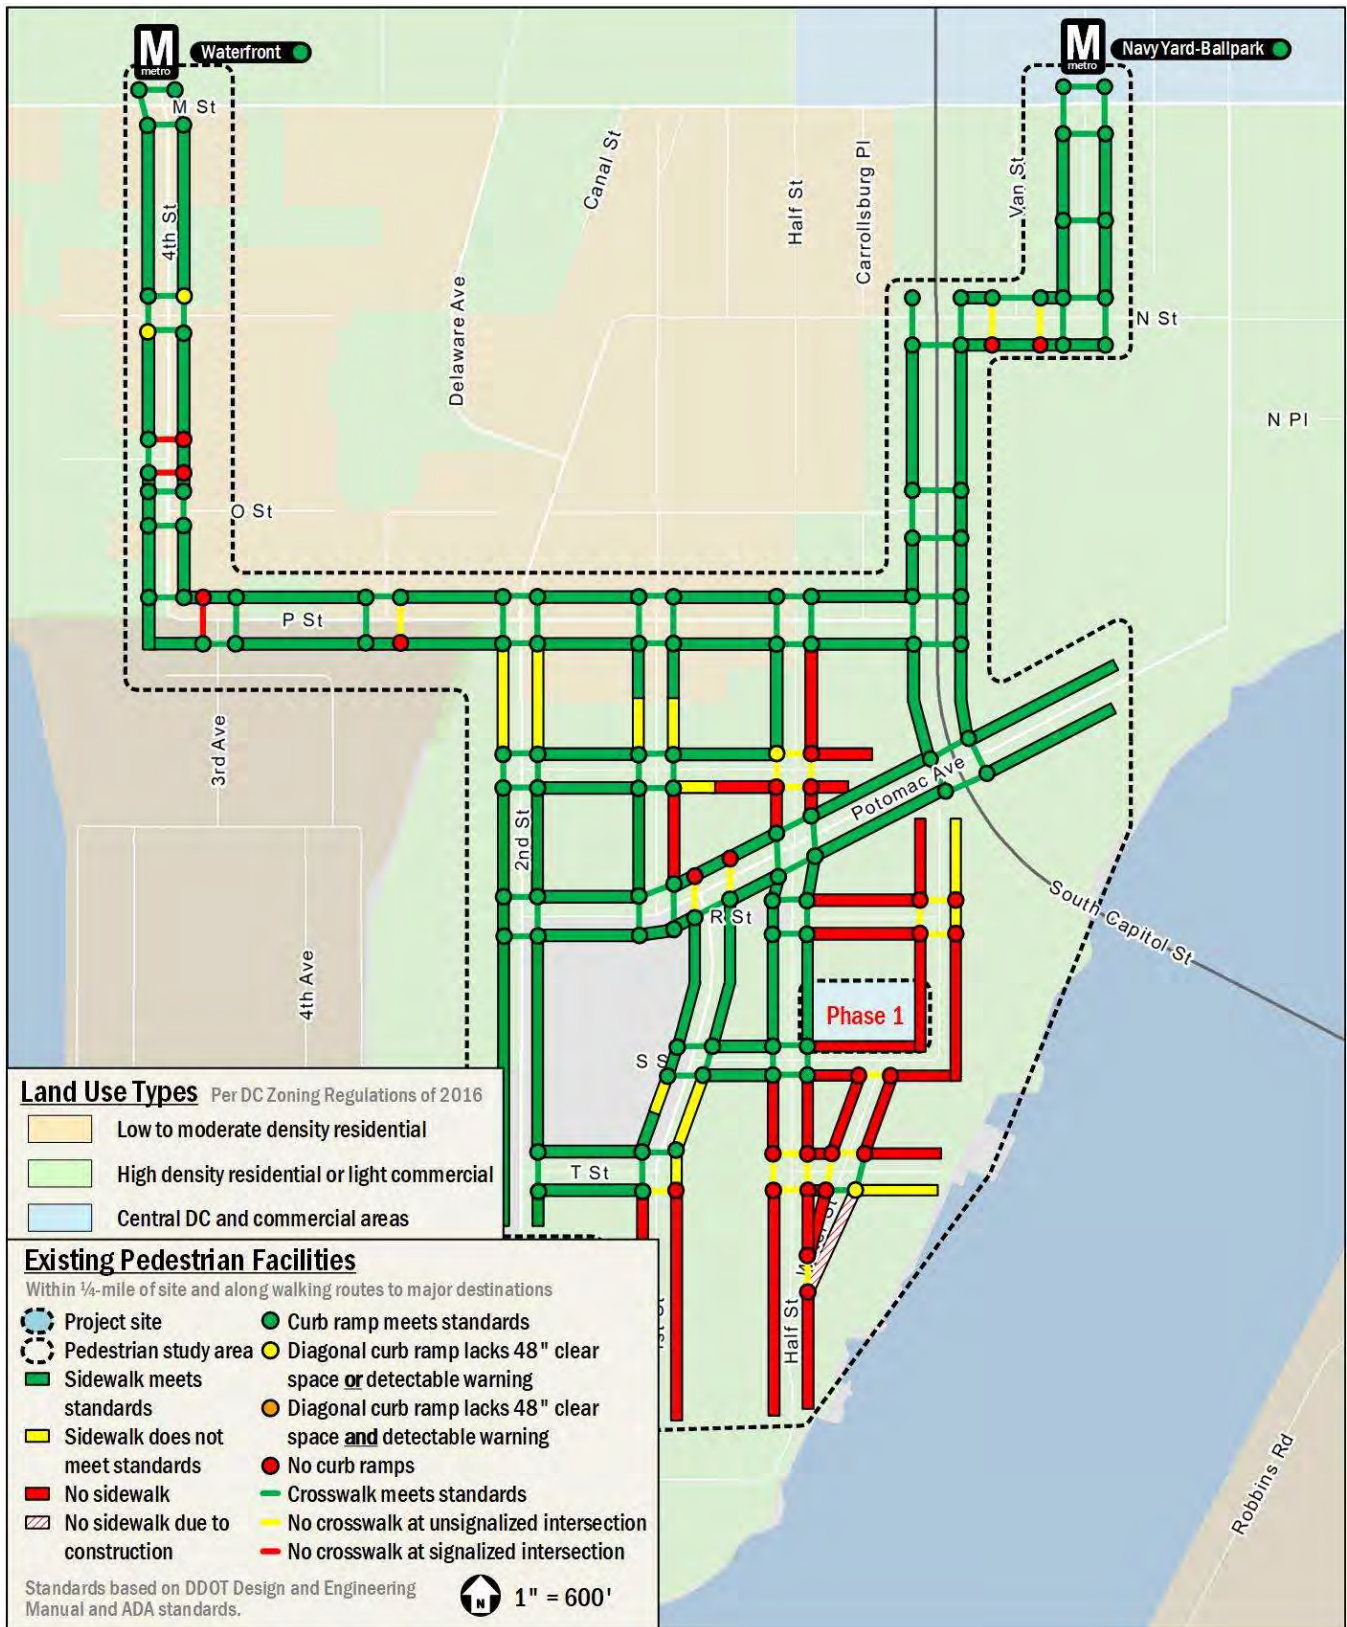 M
metro
Waterfront
M
metro
Navy Yard-Ballpark
M St
4th St
Canal St
Half St
Carrollsburg Pl
Van St
Delaware Ave
N St
N Pl
O St
P St
3rd Ave
2nd St
Potomac Ave
R St
South Capitol St
4th Ave
Phase 1
S S
T St
Half St
Robbins Rd
Land Use Types Per DC Zoning Regulations of 2016
Low to moderate density residential
High density residential or light commercial
Central DC and commercial areas
Existing Pedestrian Facilities
Within ¼-mile of site and along walking routes to major destinations
Project site
Pedestrian study area
Sidewalk meets
standards
Sidewalk does not
meet standards
No sidewalk
No sidewalk due to
construction
Curb ramp meets standards
Diagonal curb ramp lacks 48" clear
space or detectable warning
Diagonal curb ramp lacks 48" clear
space and detectable warning
No curb ramps
Crosswalk meets standards
No crosswalk at unsignalized intersection
No crosswalk at signalized intersection
Standards based on DDOT Design and Engineering
Manual and ADA standards.
N
1" = 600'